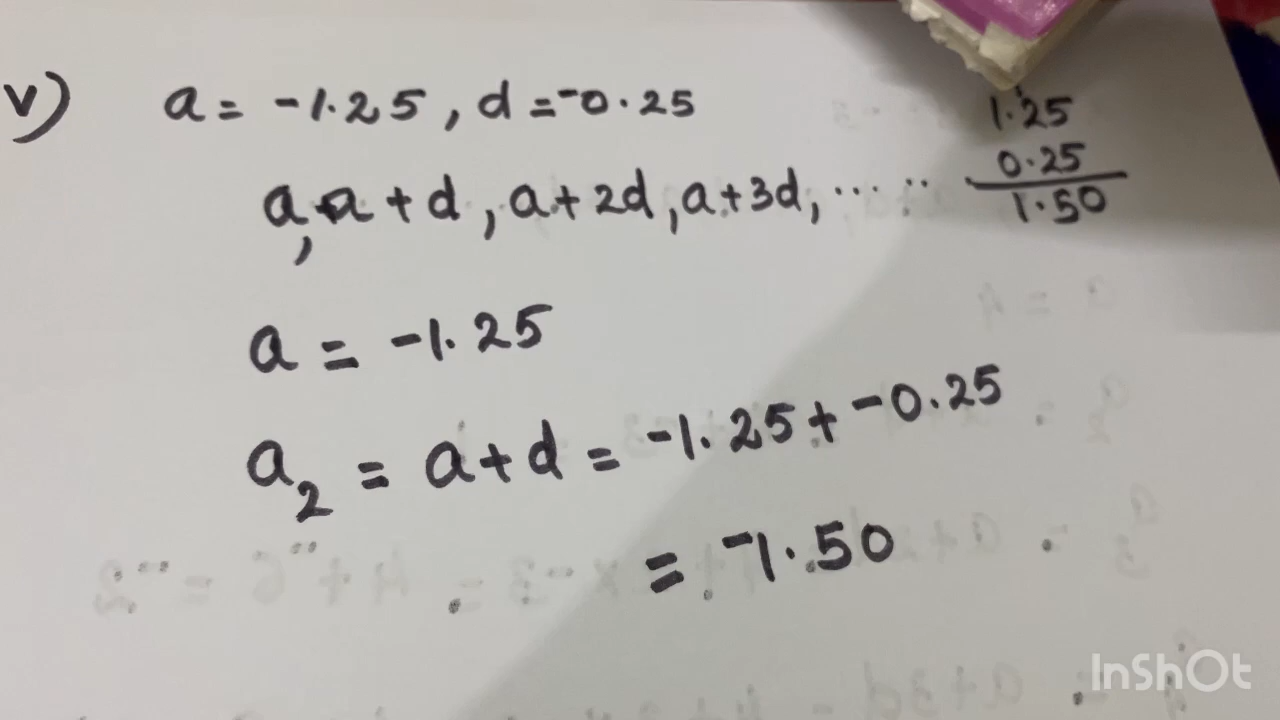 v) a = -1.25, d = -0.25
1.25
0.25
1.50
a, a + d, a + 2d, a + 3d, ......
a = -1.25
a2 = a + d = -1.25 + -0.25
= -1.50
InShOt